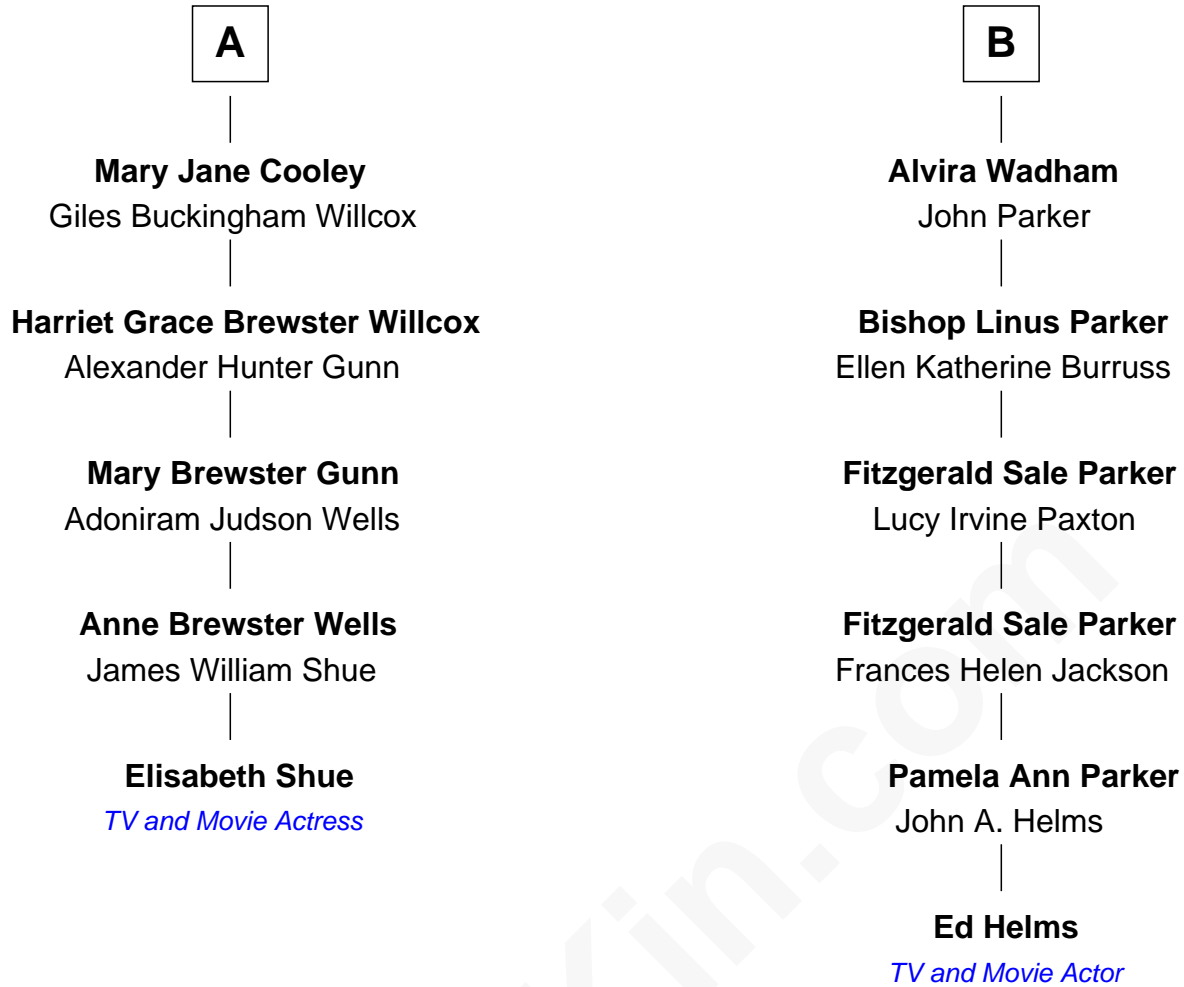 A
Mary Jane Cooley
Giles Buckingham Willcox
Harriet Grace Brewster Willcox
Alexander Hunter Gunn
Mary Brewster Gunn
Adoniram Judson Wells
Anne Brewster Wells
James William Shue
Elisabeth Shue
TV and Movie Actress
B
Alvira Wadham
John Parker
Bishop Linus Parker
Ellen Katherine Burruss
Fitzgerald Sale Parker
Lucy Irvine Paxton
Fitzgerald Sale Parker
Frances Helen Jackson
Pamela Ann Parker
John A. Helms
Ed Helms
TV and Movie Actor
Kin.com